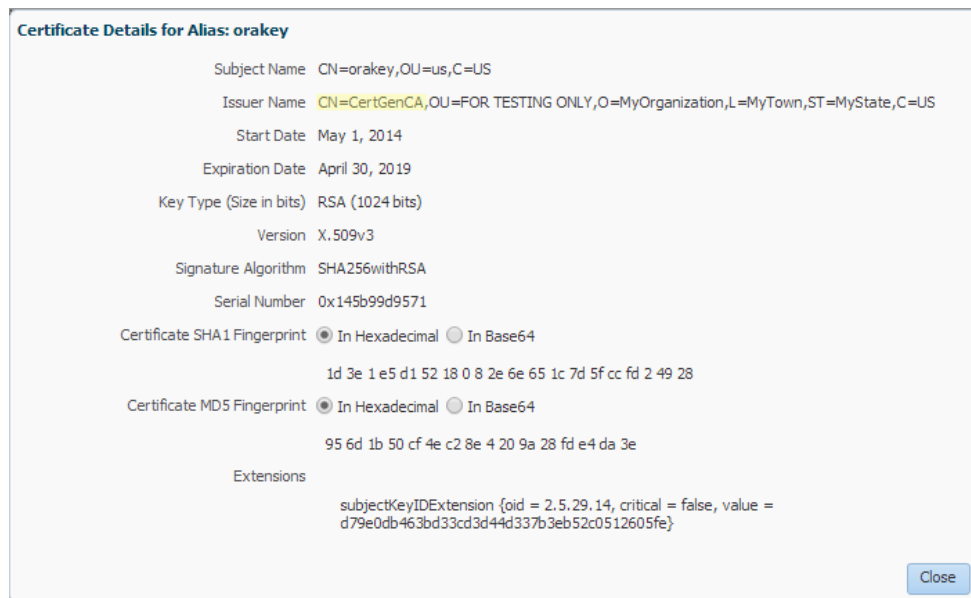 Certificate Details for Alias: orakey
Subject Name CN=orakey,OU=us,C=US
Issuer Name CN=CertGenCA,OU=FOR TESTING ONLY,O=MyOrganization,L=MyTown,ST=MyState,C=US
Start Date May 1, 2014
Expiration Date April 30, 2019
Key Type (Size in bits) RSA (1024 bits)
Version X.509v3
Signature Algorithm SHA256withRSA
Serial Number 0x145b99d9571
Certificate SHA1 Fingerprint In Hexadecimal In Base64
1d 3e 1 e5 d1 52 18 0 8 2e 6e 65 1c 7d 5f cc fd 2 49 28
Certificate MD5 Fingerprint In Hexadecimal In Base64
95 6d 1b 50 cf 4e c2 8e 4 20 9a 28 fd e4 da 3e
Extensions
subjectKeyIDExtension {oid = 2.5.29.14, critical = false, value =
d79e0db463bd33cd3d44d337b3eb52c0512605fe}
Close